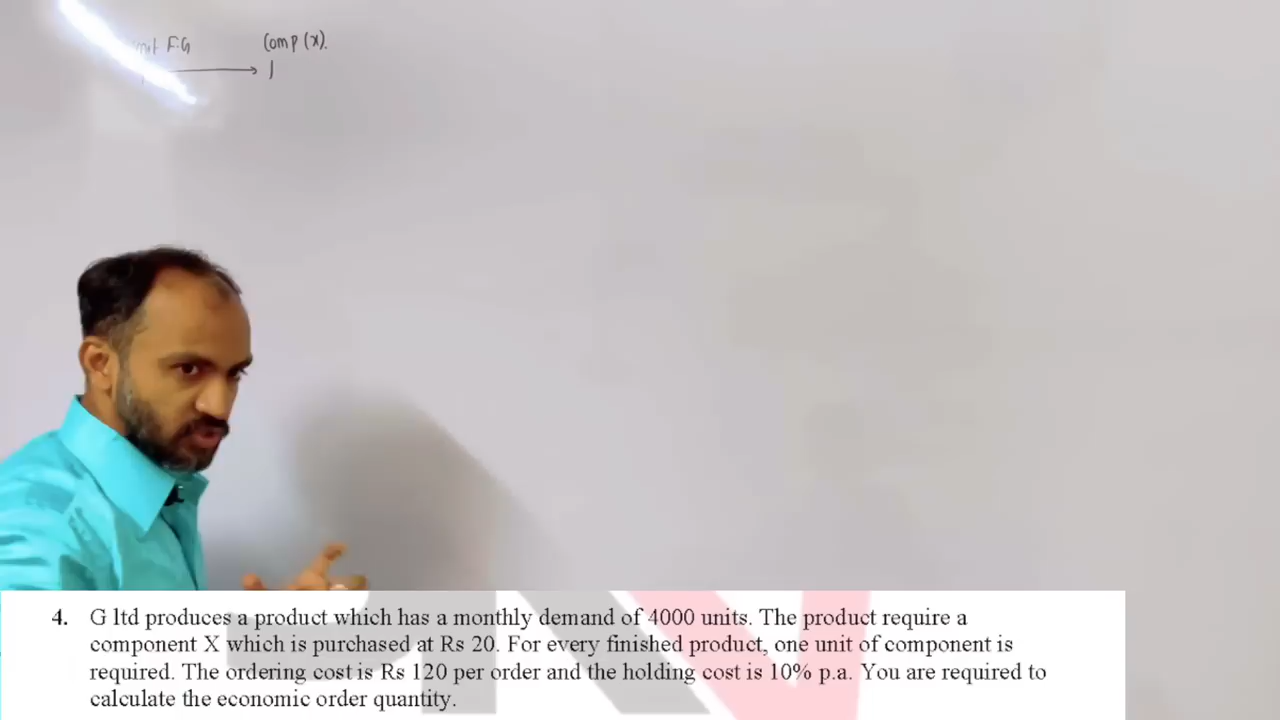 F.G Comp (x).
1
4. G ltd produces a product which has a monthly demand of 4000 units. The product require a
component X which is purchased at Rs 20. For every finished product, one unit of component is
required. The ordering cost is Rs 120 per order and the holding cost is 10% p.a. You are required to
calculate the economic order quantity.